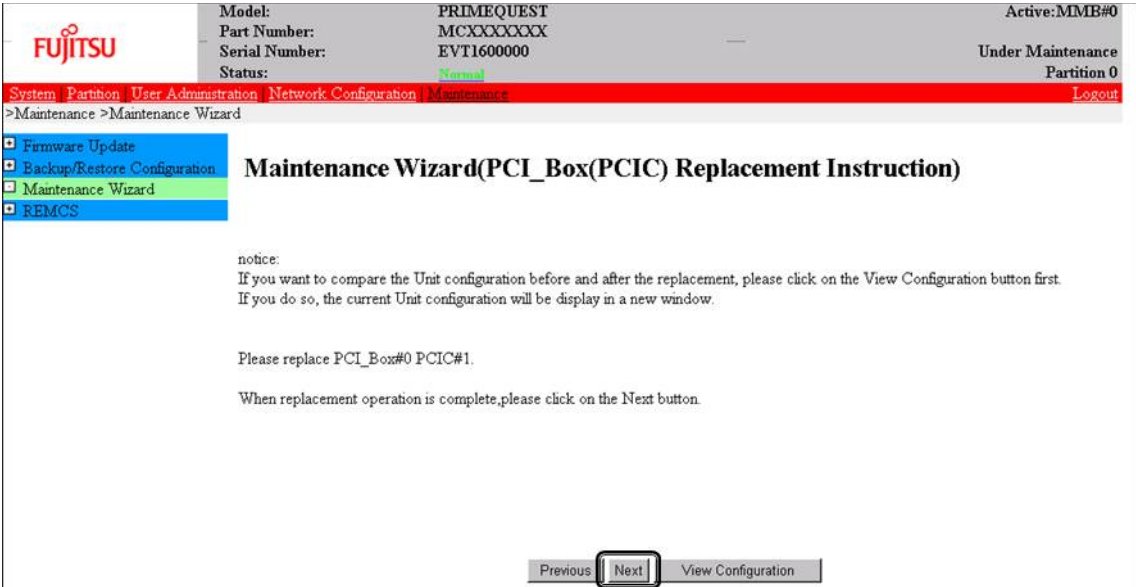 FUJITSU
Model: PRIMEQUEST Active:MMB#0
Part Number: MCXXXXXXX
Serial Number: EVT1600000 Under Maintenance
Status: Normal Partition 0
System | Partition | User Administration | Network Configuration | Maintenance Logout
>Maintenance >Maintenance Wizard
Firmware Update
Backup/Restore Configuration
Maintenance Wizard
REMCS
Maintenance Wizard(PCI_Box(PCIC) Replacement Instruction)
notice:
If you want to compare the Unit configuration before and after the replacement, please click on the View Configuration button first.
If you do so, the current Unit configuration will be display in a new window.
Please replace PCI_Box#0 PCIC#1.
When replacement operation is complete,please click on the Next button.
Previous Next View Configuration